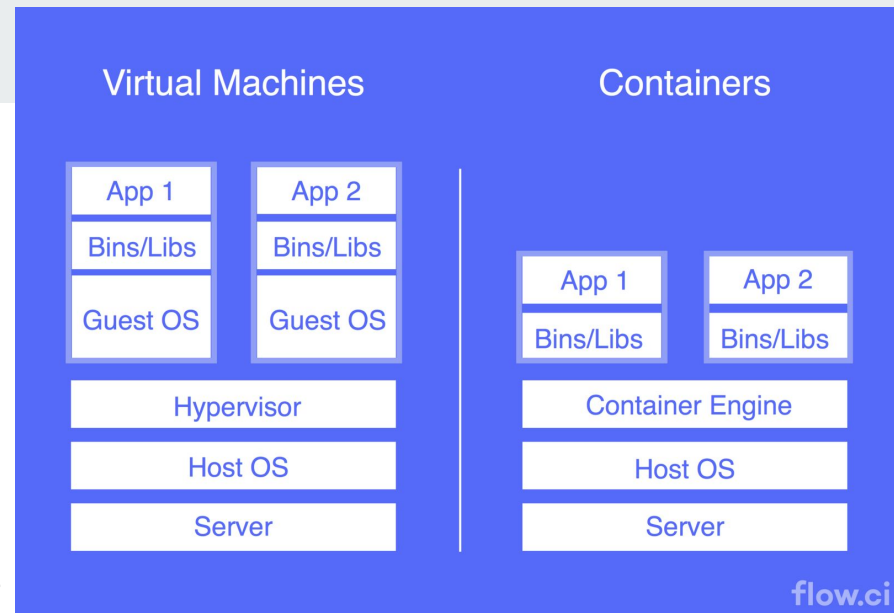 Virtual Machines
App 1
Bins/Libs
Guest OS
App 2
Bins/Libs
Guest OS
Hypervisor
Host OS
Server
Containers
App 1
Bins/Libs
App 2
Bins/Libs
Container Engine
Host OS
Server
flow.ci